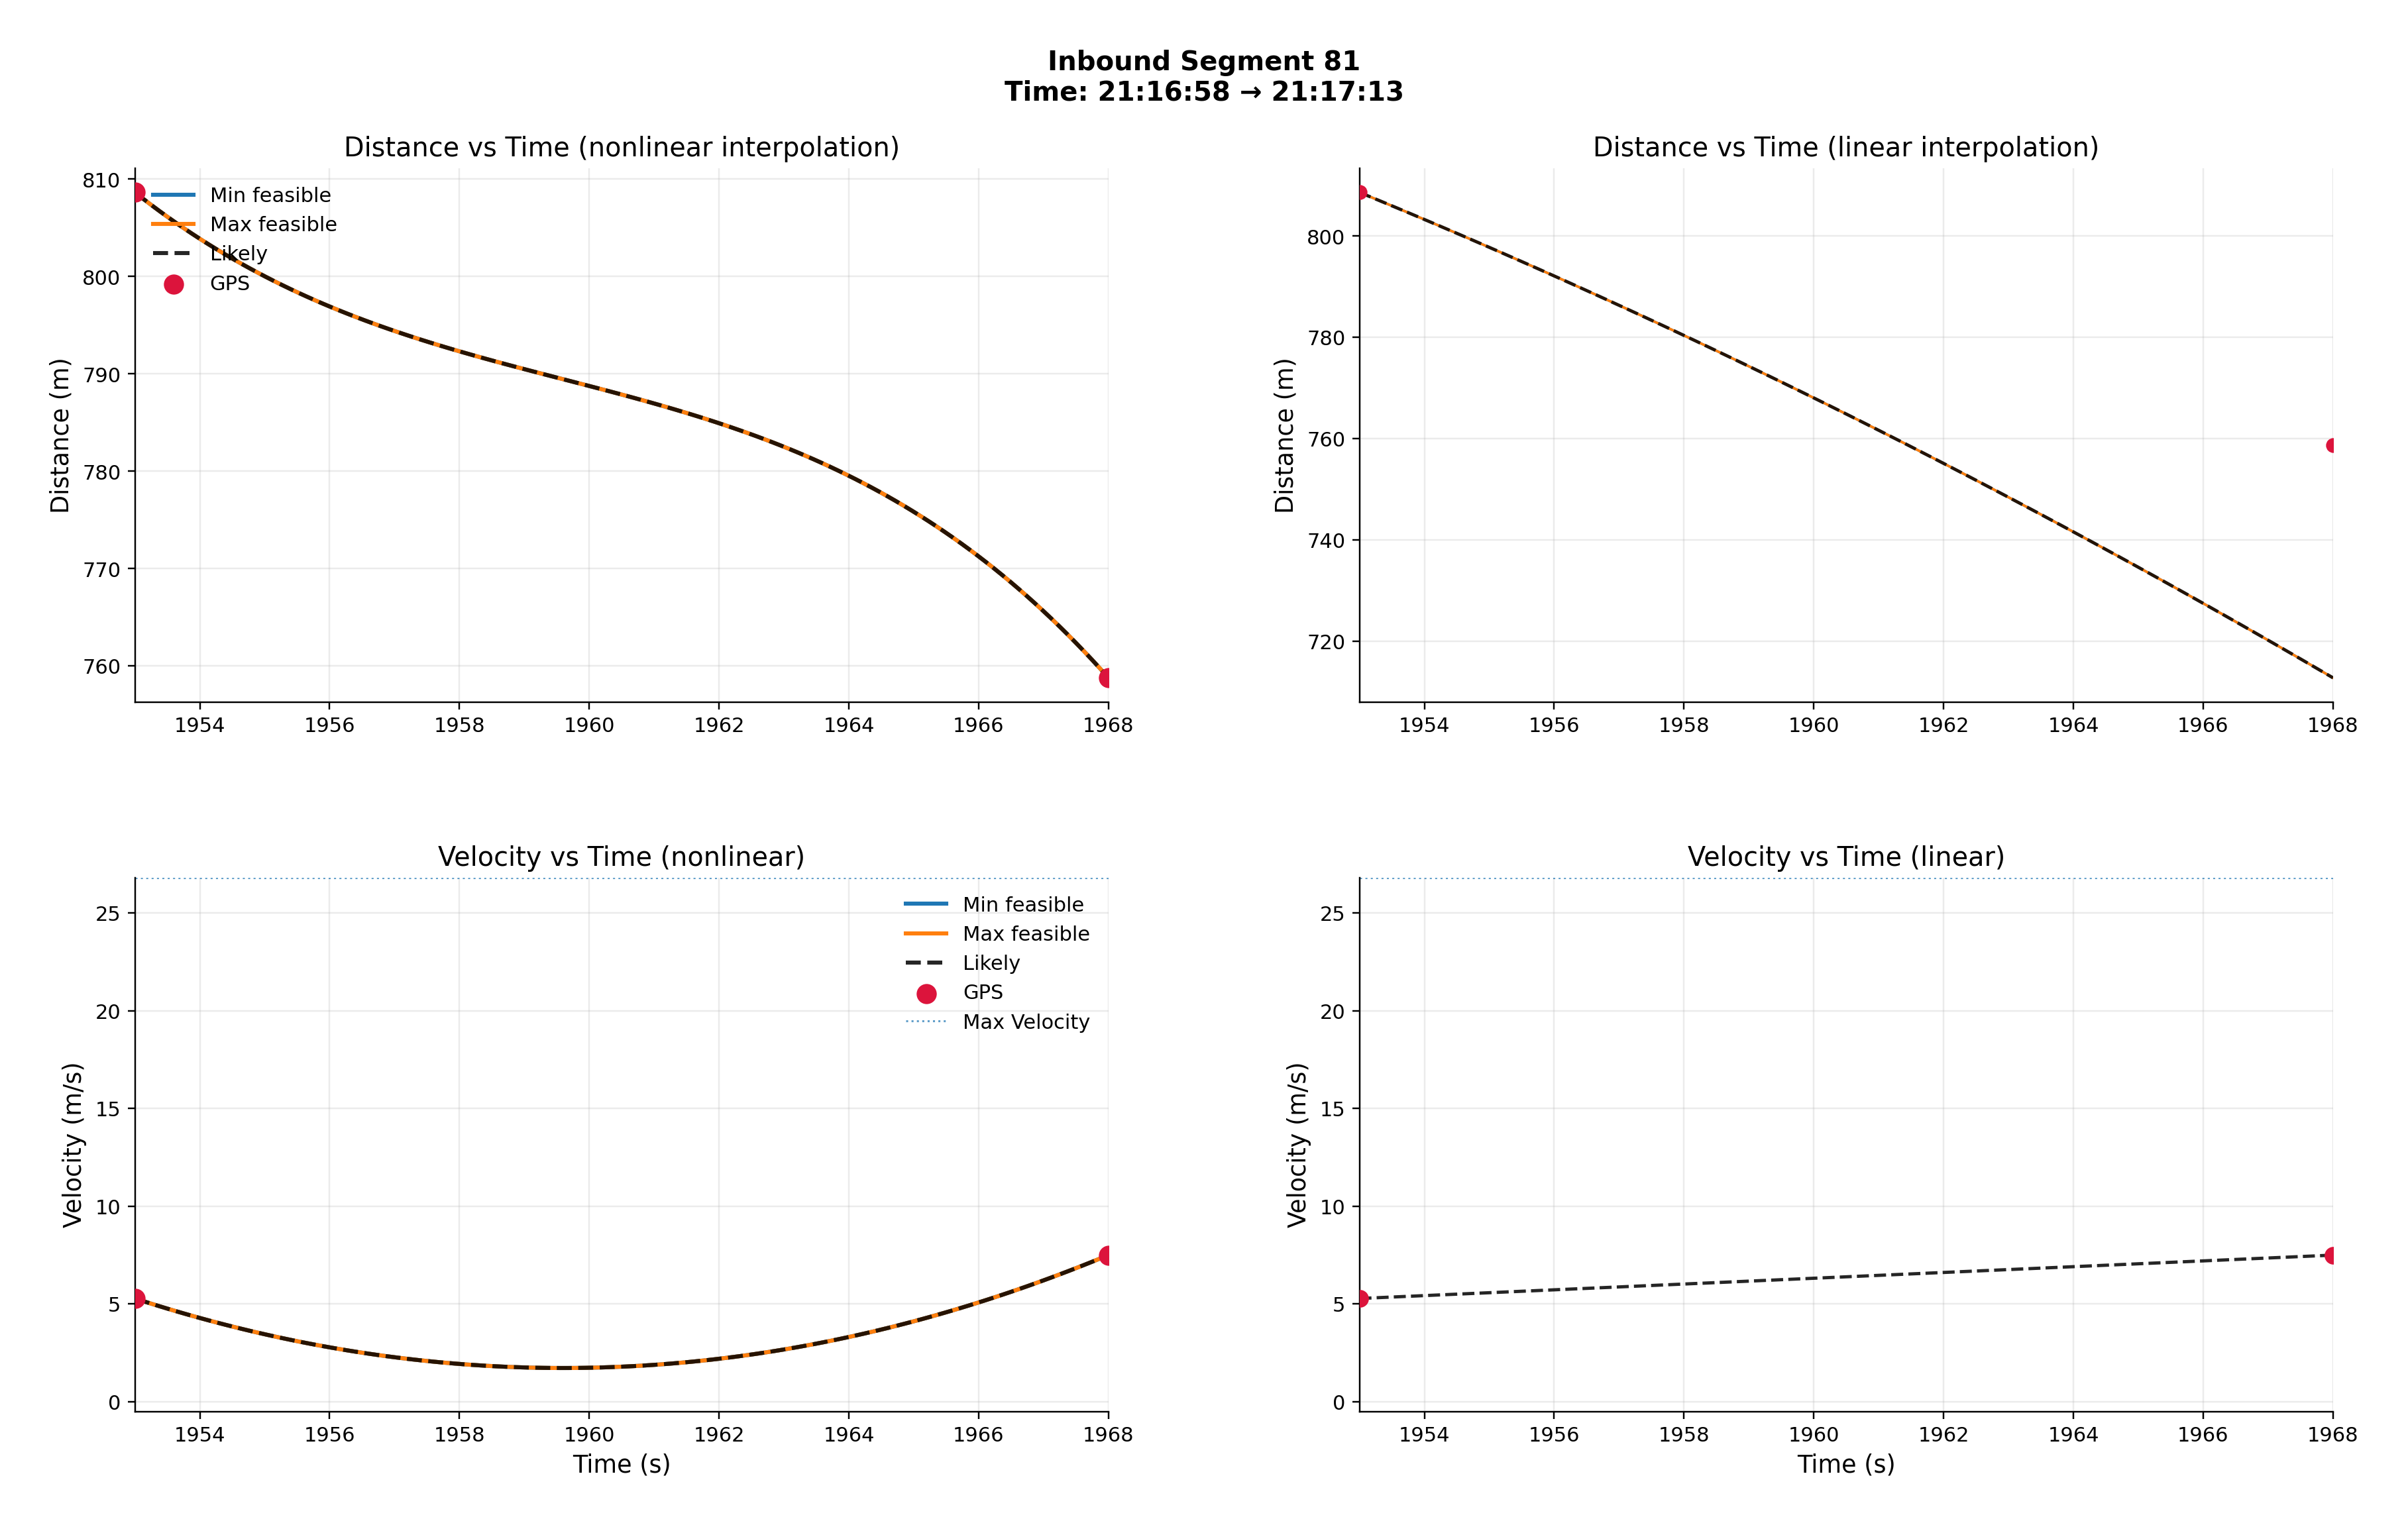 Inbound Segment 81
Time: 21:16:58 → 21:17:13
Distance vs Time (nonlinear interpolation)
Distance (m)
810
800
790
780
770
760
Min feasible
Max feasible
Likely
GPS
1954 1956 1958 1960 1962 1964 1966 1968
Distance vs Time (linear interpolation)
Distance (m)
800
780
760
740
720
1954 1956 1958 1960 1962 1964 1966 1968
Velocity vs Time (nonlinear)
Velocity (m/s)
25
20
15
10
5
0
Min feasible
Max feasible
Likely
GPS
Max Velocity
1954 1956 1958 1960 1962 1964 1966 1968
Time (s)
Velocity vs Time (linear)
Velocity (m/s)
25
20
15
10
5
0
1954 1956 1958 1960 1962 1964 1966 1968
Time (s)